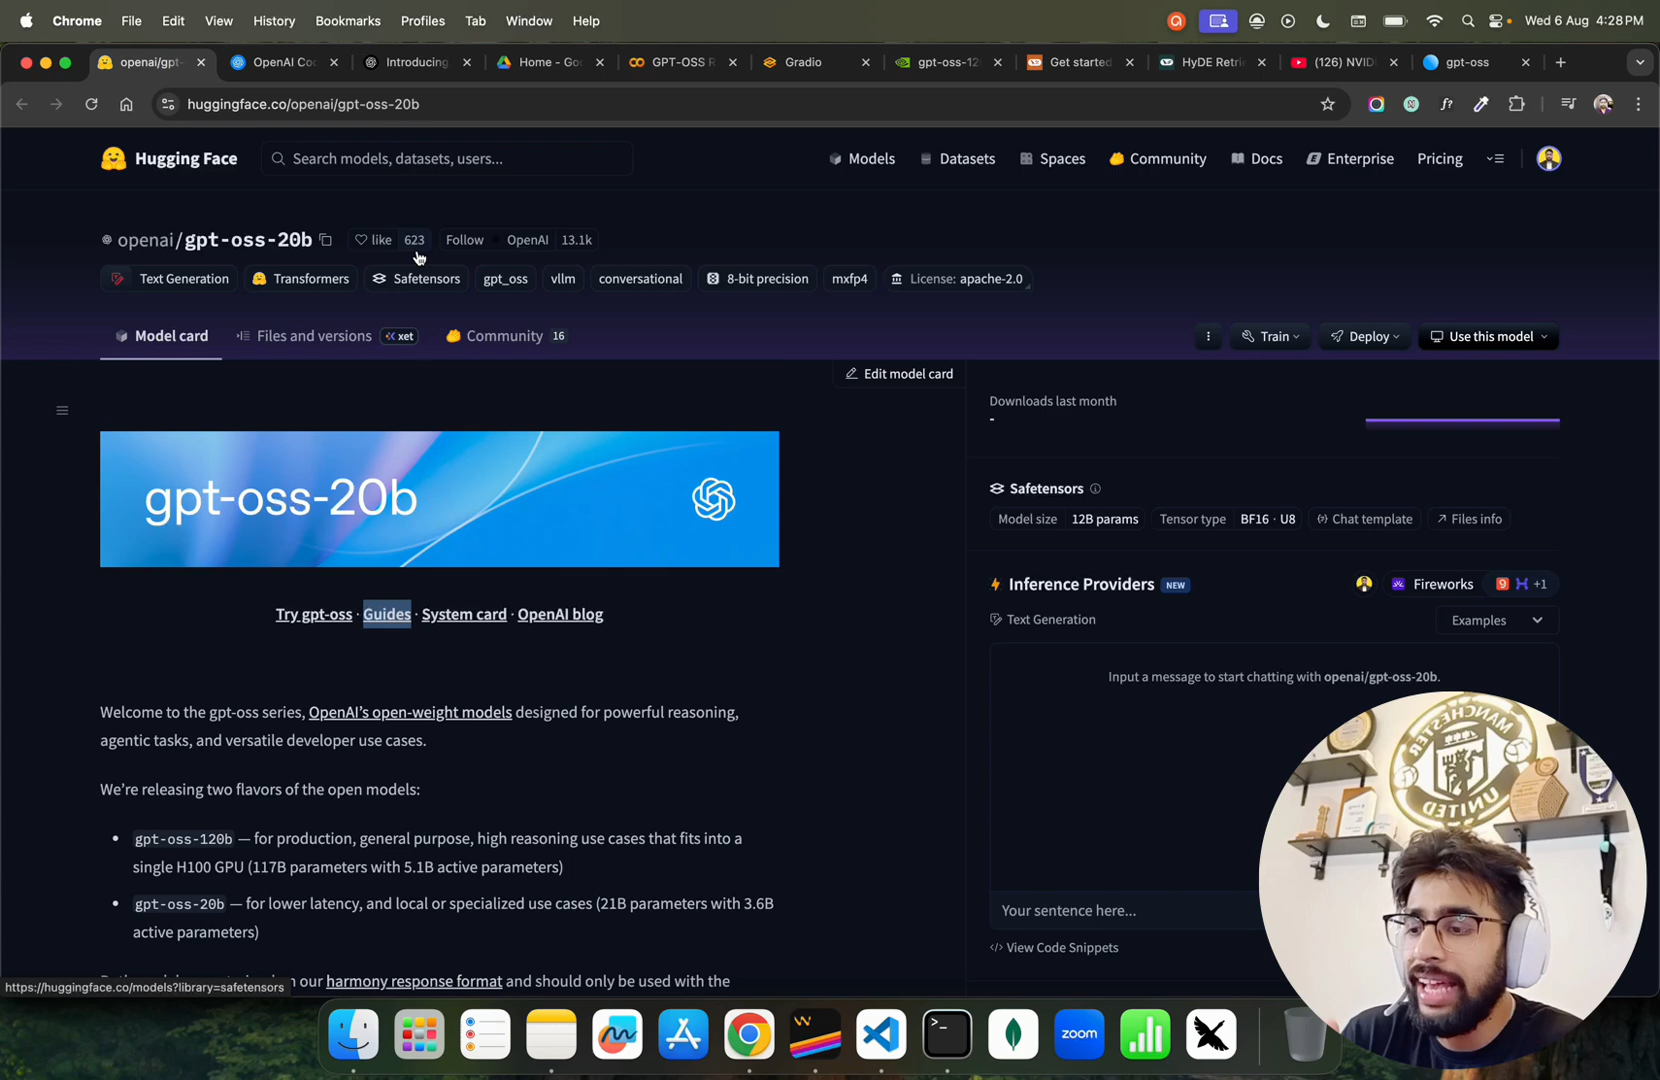 Chrome File Edit View History Bookmarks Profiles Tab Window Help Wed 6 Aug 4:28 PM
openai/gpt- OpenAI Coo Introducing Home - Goo GPT-OSS R Gradio gpt-oss-12 Get started HyDE Retrie (126) NVIDI gpt-oss
huggingface.co/openai/gpt-oss-20b
Hugging Face Search models, datasets, users... Models Datasets Spaces Community Docs Enterprise Pricing
openai/gpt-oss-20b like 623 Follow OpenAI 13.1k
Text Generation Transformers Safetensors gpt_oss vllm conversational 8-bit precision mxfp4 License: apache-2.0
Model card Files and versions xet Community 16 Train Deploy Use this model
Edit model card
Downloads last month
-
gpt-oss-20b
Safetensors
Model size 12B params Tensor type BF16 · U8 Chat template Files info
Inference Providers NEW Fireworks +1
Try gpt-oss · Guides · System card · OpenAI blog
Text Generation Examples
Input a message to start chatting with openai/gpt-oss-20b.
Welcome to the gpt-oss series, OpenAI's open-weight models designed for powerful reasoning,
agentic tasks, and versatile developer use cases.
We're releasing two flavors of the open models:
gpt-oss-120b — for production, general purpose, high reasoning use cases that fits into a
single H100 GPU (117B parameters with 5.1B active parameters)
gpt-oss-20b — for lower latency, and local or specialized use cases (21B parameters with 3.6B
active parameters)
Your sentence here...
View Code Snippets
our harmony response format and should only be used with the
https://huggingface.co/models?library=safetensors
zoom
MANCHESTER
UNITED